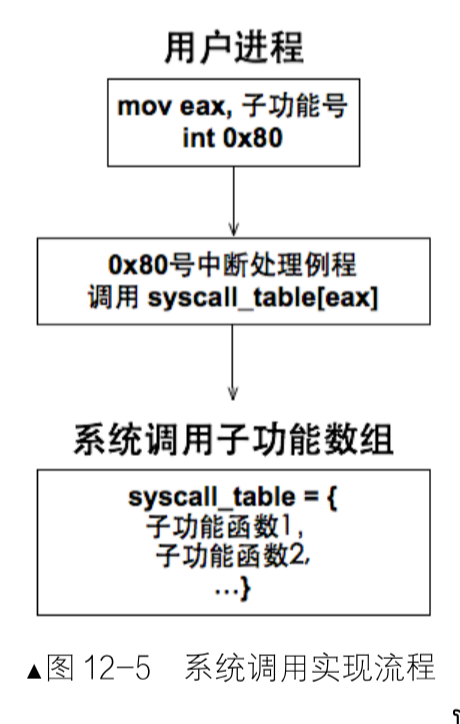 用户进程
mov eax, 子功能号
int 0x80
0x80号中断处理例程
调用 syscall_table[eax]
系统调用子功能数组
syscall_table = {
子功能函数1,
子功能函数2,
...}
▲图 12-5 系统调用实现流程